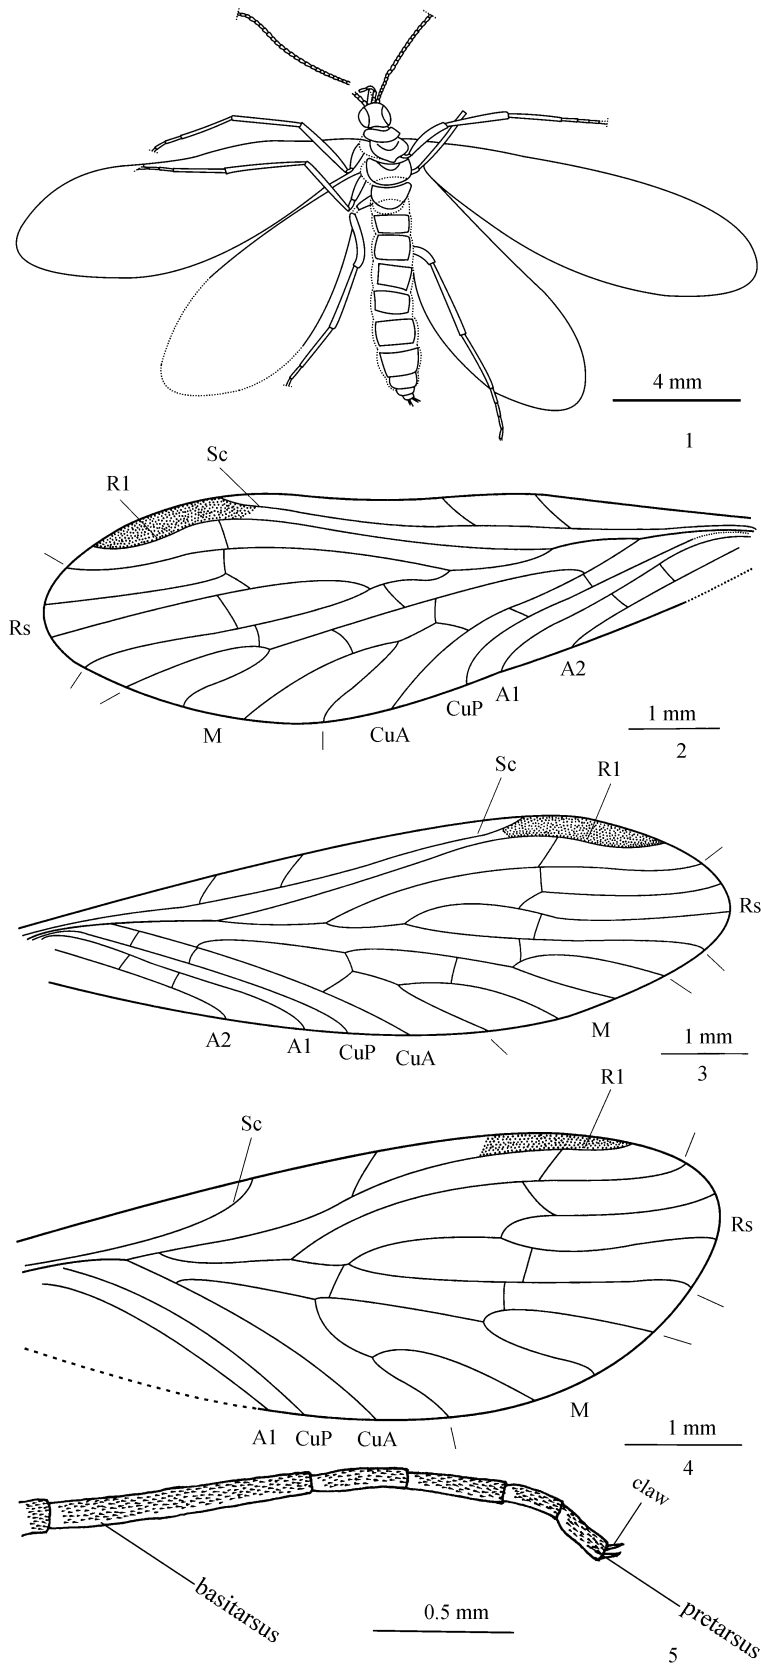 4 mm
1
Sc
R1
Rs
A2
A1
CuP
M
CuA
1 mm
2
Sc
R1
Rs
A2
A1
CuP
CuA
M
1 mm
3
R1
Sc
Rs
M
A1
CuP
CuA
1 mm
4
claw
basitarsus
pretarsus
0.5 mm
5